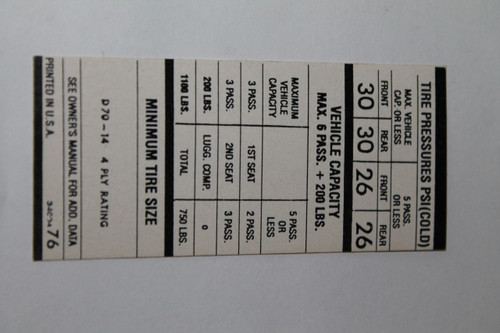 TIRE PRESSURES PSI(COLD)
MAX. VEHICLE CAP. OR LESS 5 PASS. OR LESS
FRONT REAR FRONT REAR
30 30 26 26
VEHICLE CAPACITY
MAX. 6 PASS. + 200 LBS.
MAXIMUM VEHICLE CAPACITY 5 PASS. OR LESS
3 PASS. 1ST SEAT 2 PASS.
3 PASS. 2ND SEAT 3 PASS.
200 LBS. LUGG. COMP. 0
1100 LBS. TOTAL 750 LBS.
MINIMUM TIRE SIZE
D70-14 4 PLY RATING
SEE OWNER'S MANUAL FOR ADD. DATA
PRINTED IN U.S.A. 76